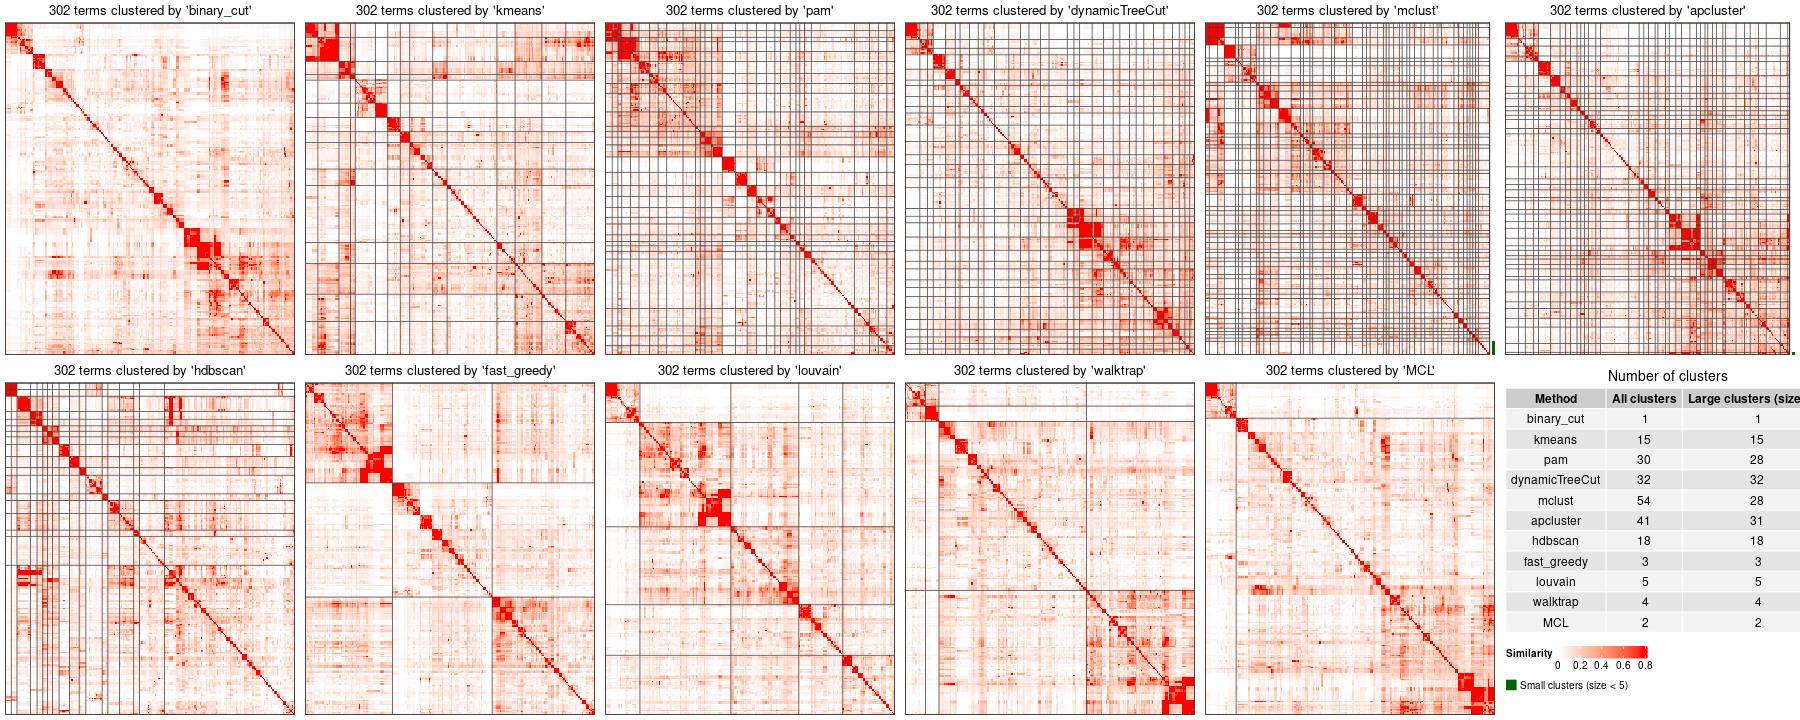 302 terms clustered by 'binary_cut'
302 terms clustered by 'kmeans'
302 terms clustered by 'pam'
302 terms clustered by 'dynamicTreeCut'
302 terms clustered by 'mclust'
302 terms clustered by 'apcluster'
302 terms clustered by 'hdbscan'
302 terms clustered by 'fast_greedy'
302 terms clustered by 'louvain'
302 terms clustered by 'walktrap'
302 terms clustered by 'MCL'
Number of clusters
Method All clusters Large clusters (size
binary_cut 1 1
kmeans 15 15
pam 30 28
dynamicTreeCut 32 32
mclust 54 28
apcluster 41 31
hdbscan 18 18
fast_greedy 3 3
louvain 5 5
walktrap 4 4
MCL 2 2
Similarity
0 0.2 0.4 0.6 0.8
Small clusters (size < 5)